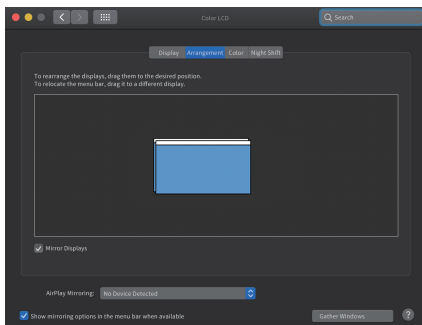 Color LCD
Search
Display Arrangement Color Night Shift
To rearrange the displays, drag them to the desired position.
To relocate the menu bar, drag it to a different display.
Mirror Displays
AirPlay Mirroring: No Device Detected
Show mirroring options in the menu bar when available
Gather Windows
?